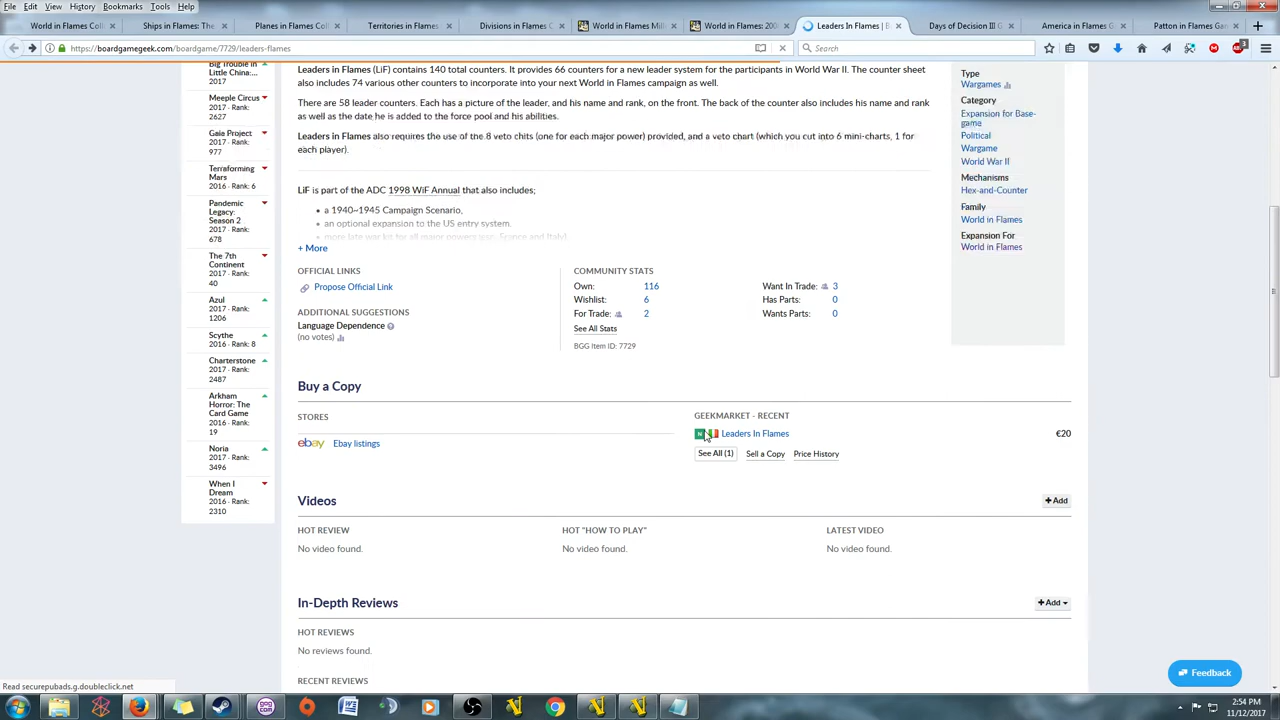 File Edit View History Bookmarks Tools Help
World in Flames Coll
Ships in Flames: The
Planes in Flames Coll
Territories in Flames
Divisions in Flames
World in Flames Mil
World in Flames 200
Leaders In Flames | B
Days of Decision III
America in Flames G
Patton in Flames Gan
https://boardgamegeek.com/boardgame/7729/leaders-flames
Search
Big Trouble in
Little China:...
2017
Meeple Circus
2017 · Rank:
2627
Gaia Project
2017 · Rank:
977
Terraforming
Mars
2016 · Rank: 6
Pandemic
Legacy:
Season 2
2017 · Rank:
678
The 7th
Continent
2017 · Rank:
40
Azul
2017 · Rank:
1206
Scythe
2016 · Rank: 8
Charterstone
2017 · Rank:
2487
Arkham
Horror: The
Card Game
2016 · Rank:
19
Noria
2017 · Rank:
3496
When I
Dream
2016 · Rank:
2310
Leaders in Flames (LiF) contains 140 total counters. It provides 66 counters for a new leader system for the participants in World War II. The counter sheet
also includes 74 various other counters to incorporate into your next World in Flames campaign as well.
There are 58 leader counters. Each has a picture of the leader, and his name and rank, on the front. The back of the counter also includes his name and rank
as well as the date he is added to the force pool and his abilities.
Leaders in Flames also requires the use of the 8 veto chits (one for each major power) provided, and a veto chart (which you cut into 6 mini-charts, 1 for
each player).
LiF is part of the ADC 1998 WiF Annual that also includes;
• a 1940~1945 Campaign Scenario,
• an optional expansion to the US entry system.
• more late war kit for all major powers (esp. France and Italy)
+ More
OFFICIAL LINKS
Propose Official Link
ADDITIONAL SUGGESTIONS
Language Dependence
(no votes)
COMMUNITY STATS
Own: 116
Wishlist: 6
For Trade: 2
See All Stats
BGG Item ID: 7729
Want In Trade: 3
Has Parts: 0
Wants Parts: 0
Type
Wargames
Category
Expansion for Base-
game
Political
Wargame
World War II
Mechanisms
Hex-and-Counter
Family
World in Flames
Expansion For
World in Flames
Buy a Copy
STORES
ebay Ebay listings
GEEKMARKET - RECENT
N Leaders In Flames €20
See All (1) Sell a Copy Price History
Videos
+ Add
HOT REVIEW
No video found.
HOT "HOW TO PLAY"
No video found.
LATEST VIDEO
No video found.
In-Depth Reviews
+ Add
HOT REVIEWS
No reviews found.
RECENT REVIEWS
Feedback
Read securepubads.g.doubleclick.net
2:54 PM
11/12/2017